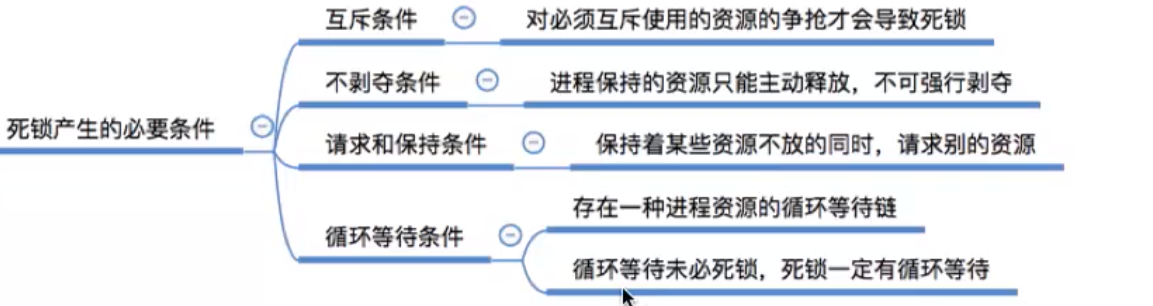 互斥条件 对必须互斥使用的资源的争抢才会导致死锁
不剥夺条件 进程保持的资源只能主动释放，不可强行剥夺
死锁产生的必要条件
请求和保持条件 保持着某些资源不放的同时，请求别的资源
存在一种进程资源的循环等待链
循环等待条件
循环等待未必死锁，死锁一定有循环等待